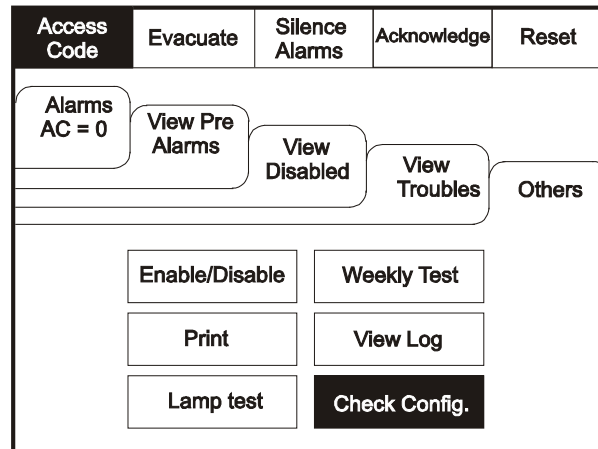 Access
Code
Evacuate
Silence
Alarms
Acknowledge
Reset
Alarms
AC = 0
View Pre
Alarms
View
Disabled
View
Troubles
Others
Enable/Disable
Weekly Test
Print
View Log
Lamp test
Check Config.